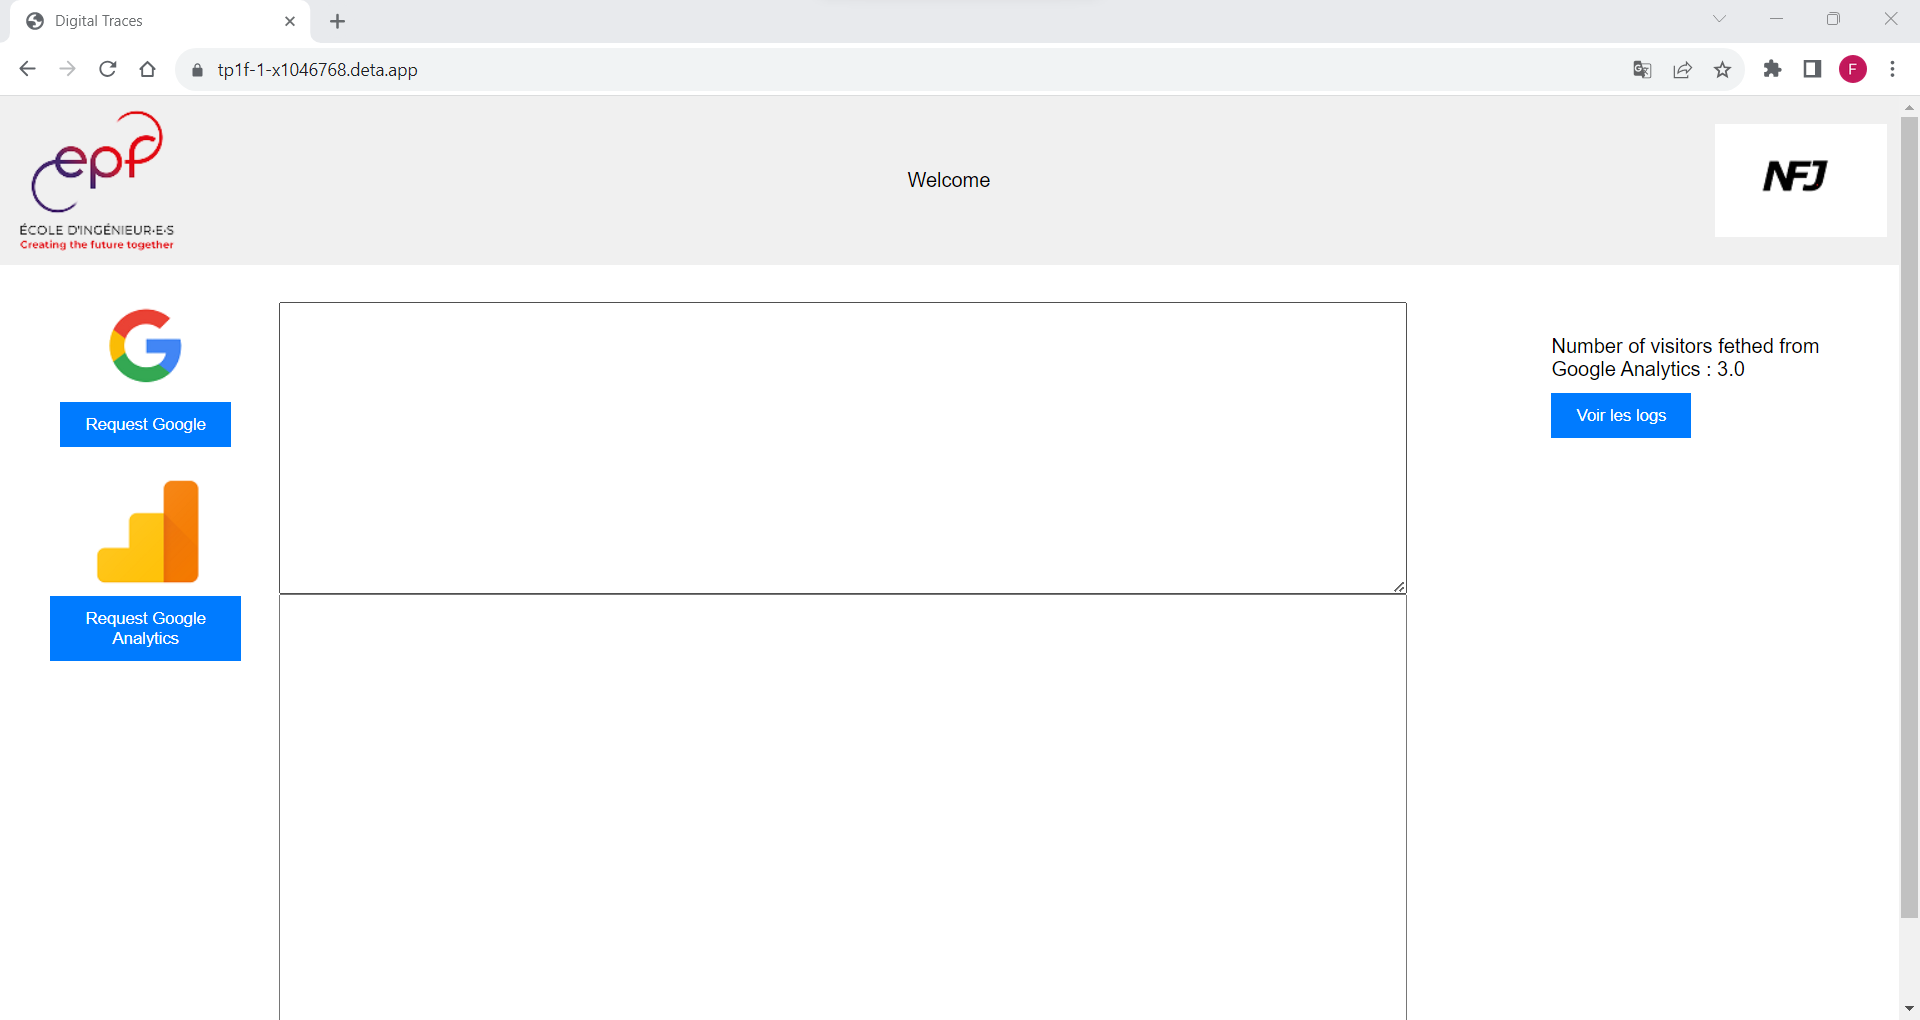 Digital Traces
tp1f-1-x1046768.deta.app
F
epf
ÉCOLE D'INGÉNIEUR·E·S
Creating the future together
Welcome
NFJ
Request Google
Request Google
Analytics
Number of visitors fethed from
Google Analytics : 3.0
Voir les logs